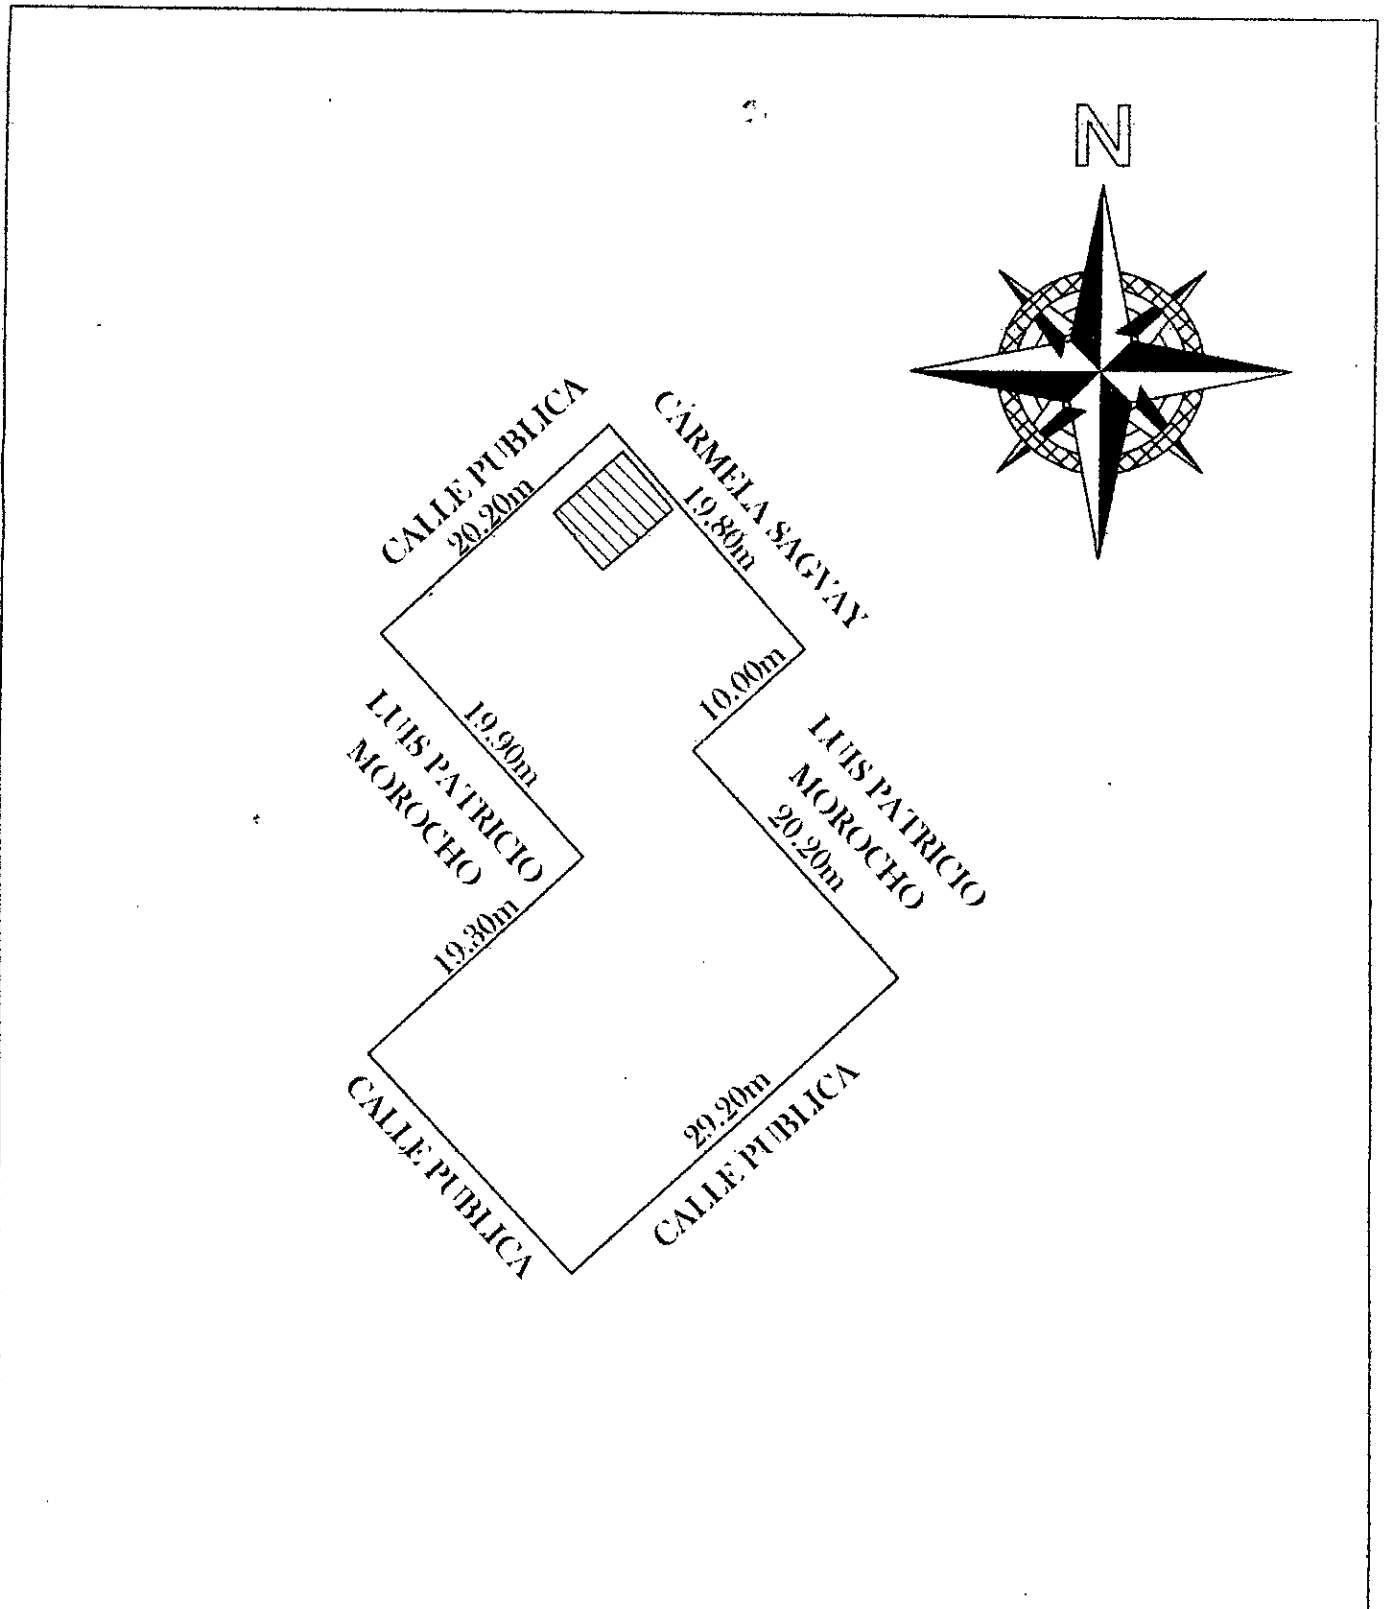 N
CALLE PUBLICA
20.20m
CARMELA SAGVAY
19.80m
10.00m
LUIS PATRICIO
MOROCHO
19.90m
LUIS PATRICIO
MOROCHO
20.20m
19.30m
CALLE PUBLICA
29.20m
CALLE PUBLICA